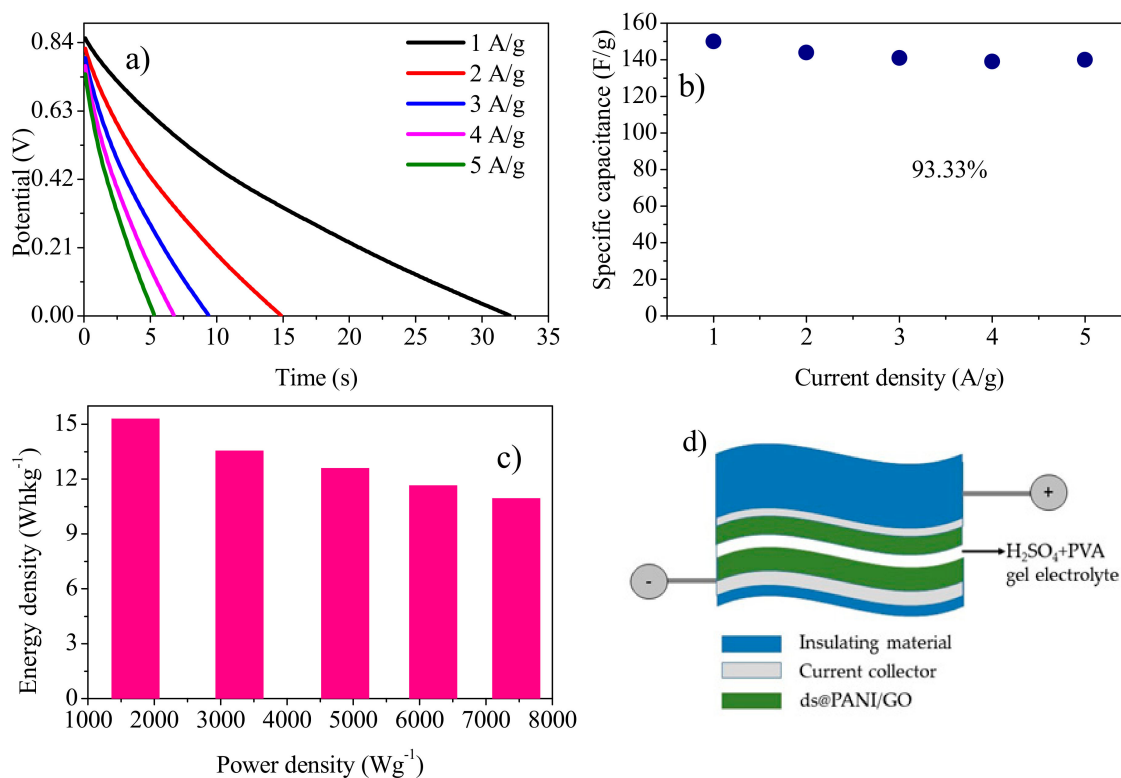 a)
1 A/g
2 A/g
3 A/g
4 A/g
5 A/g
0.84
0.63
0.42
0.21
0.00
Potential (V)
0 5 10 15 20 25 30 35
Time (s)
b)
160
140
120
100
80
60
40
20
0
Specific capacitance (F/g)
93.33%
1 2 3 4 5
Current density (A/g)
c)
15
12
9
6
3
0
Energy density (Whkg⁻¹)
1000 2000 3000 4000 5000 6000 7000 8000
Power density (Wg⁻¹)
d)
+
H₂SO₄+PVA
gel electrolyte
-
Insulating material
Current collector
ds@PANI/GO